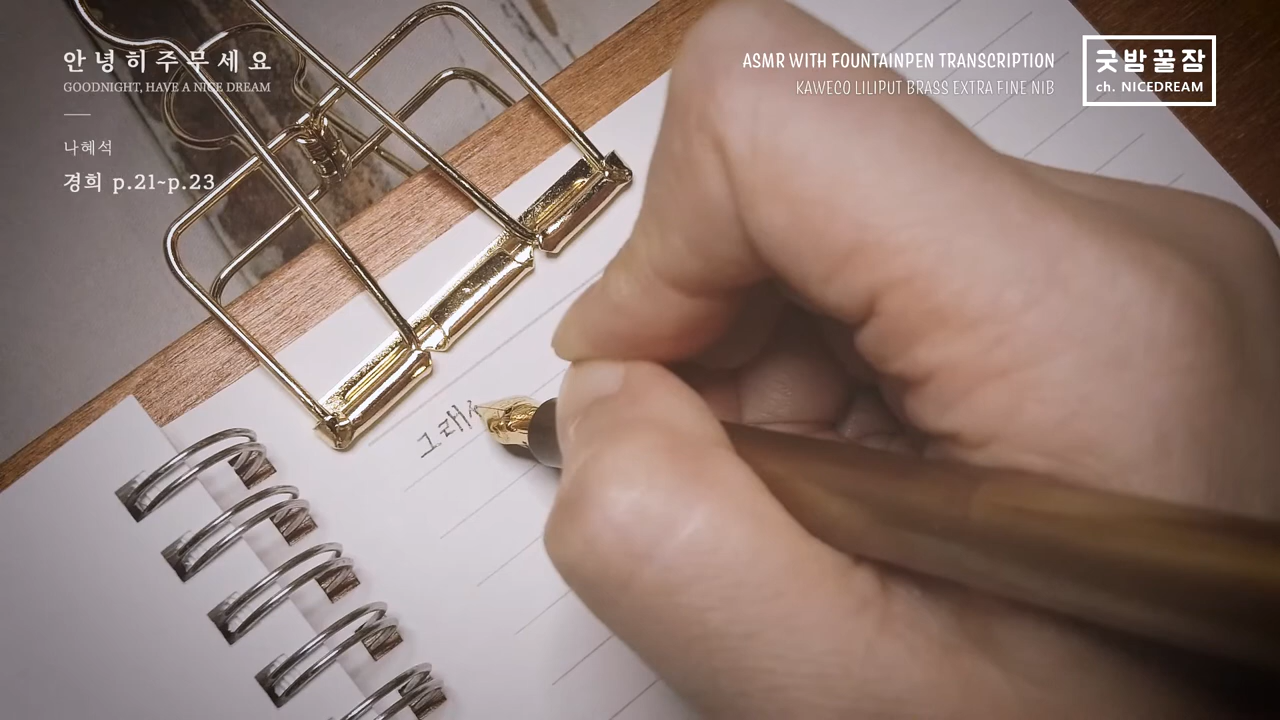 안녕히주무세요
GOODNIGHT, HAVE A NICE DREAM
나혜석
경희 p.21~p.23
ASMR WITH FOUNTAINPEN TRANSCRIPTION
KAWECO LILIPUT BRASS EXTRA FINE NIB
굿밤꿀잠
ch. NICEDREAM
그래